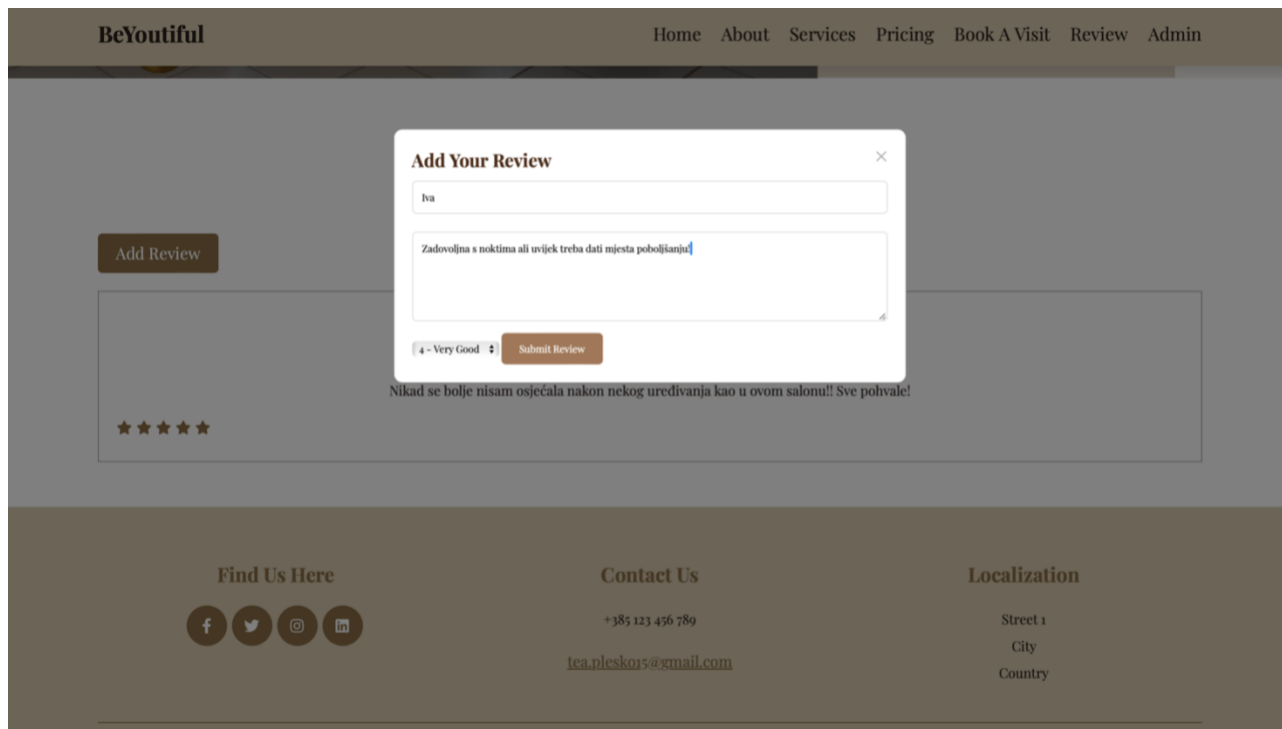 BeYoutiful
Home About Services Pricing Book A Visit Review Admin
Add Your Review
Iva
Zadovoljna s noktima ali uvijek treba dati mjesta poboljšanju!
4 - Very Good
Submit Review
Add Review
Nikad se bolje nisam osjećala nakon nekog uređivanja kao u ovom salonu!! Sve pohvale!
Find Us Here
Contact Us
+385 123 456 789
tea.plesko15@gmail.com
Localization
Street 1
City
Country